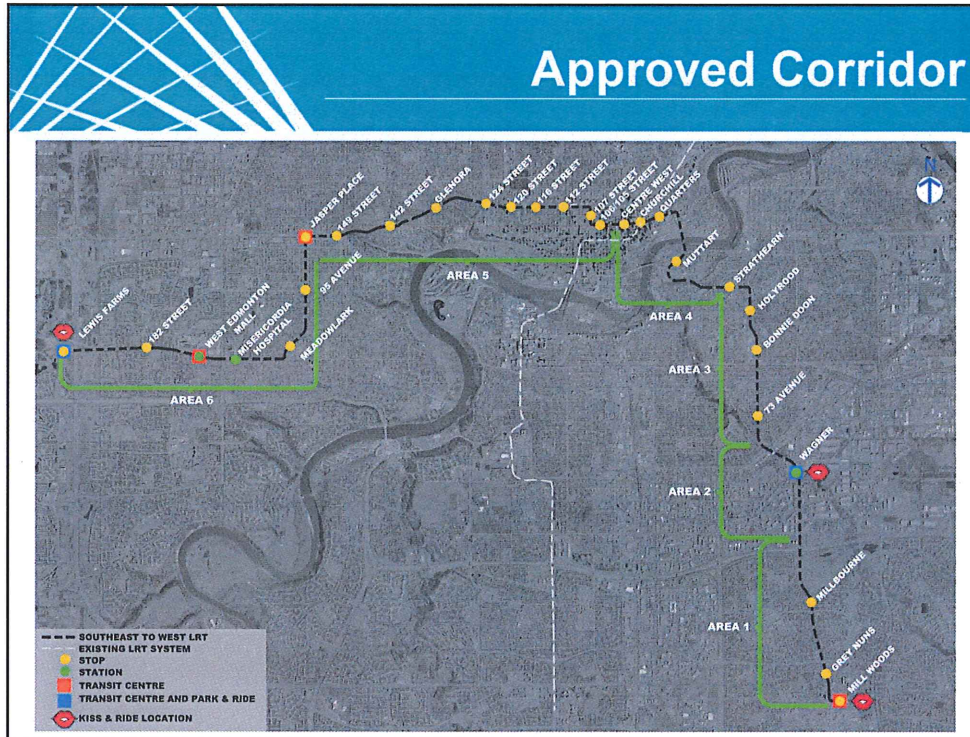 Approved Corridor
N
LEWIS FARMS
182 STREET
WEST EDMONTON
MALL
MISERICORDIA
HOSPITAL
MEADOWLARK
95 AVENUE
JASPER PLACE
149 STREET
142 STREET
GLENORA
124 STREET
120 STREET
116 STREET
112 STREET
107 STREET
106/105 STREET
CENTRE WEST
CHURCHILL
QUARTERS
MUTTART
STRATHEARN
HOLYROOD
BONNIE DOON
73 AVENUE
WAGNER
MILLBOURNE
GREY NUNS
MILL WOODS
AREA 6
AREA 5
AREA 4
AREA 3
AREA 2
AREA 1
SOUTHEAST TO WEST LRT
EXISTING LRT SYSTEM
STOP
STATION
TRANSIT CENTRE
TRANSIT CENTRE AND PARK & RIDE
KISS & RIDE LOCATION